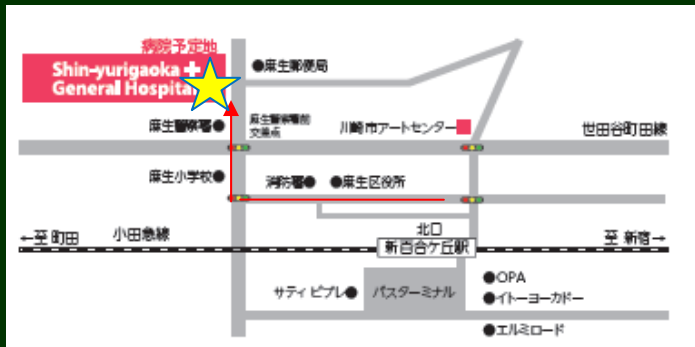 病院予定地
Shin-yurigaoka
General Hospital
●麻生郵便局
麻生警察署●
麻生警察署前
交差点
川崎市アートセンター
世田谷町田線
麻生小学校●
消防署●
●麻生区役所
北口
←至 町田
小田急線
新百合ケ丘駅
至 新宿→
サティ ビブレ●
バスターミナル
●OPA
●イトーヨーカドー
●エルミロード